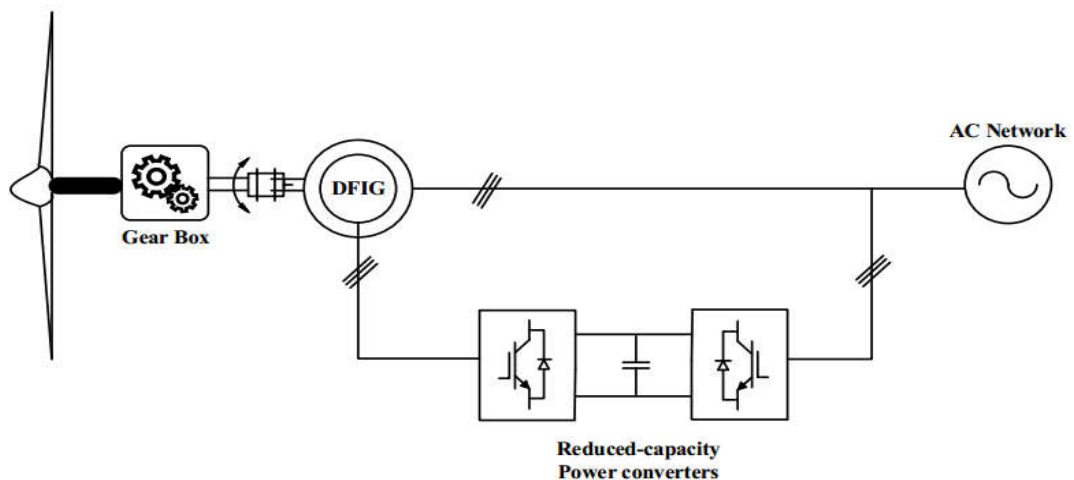 AC Network
DFIG
Gear Box
Reduced-capacity
Power converters